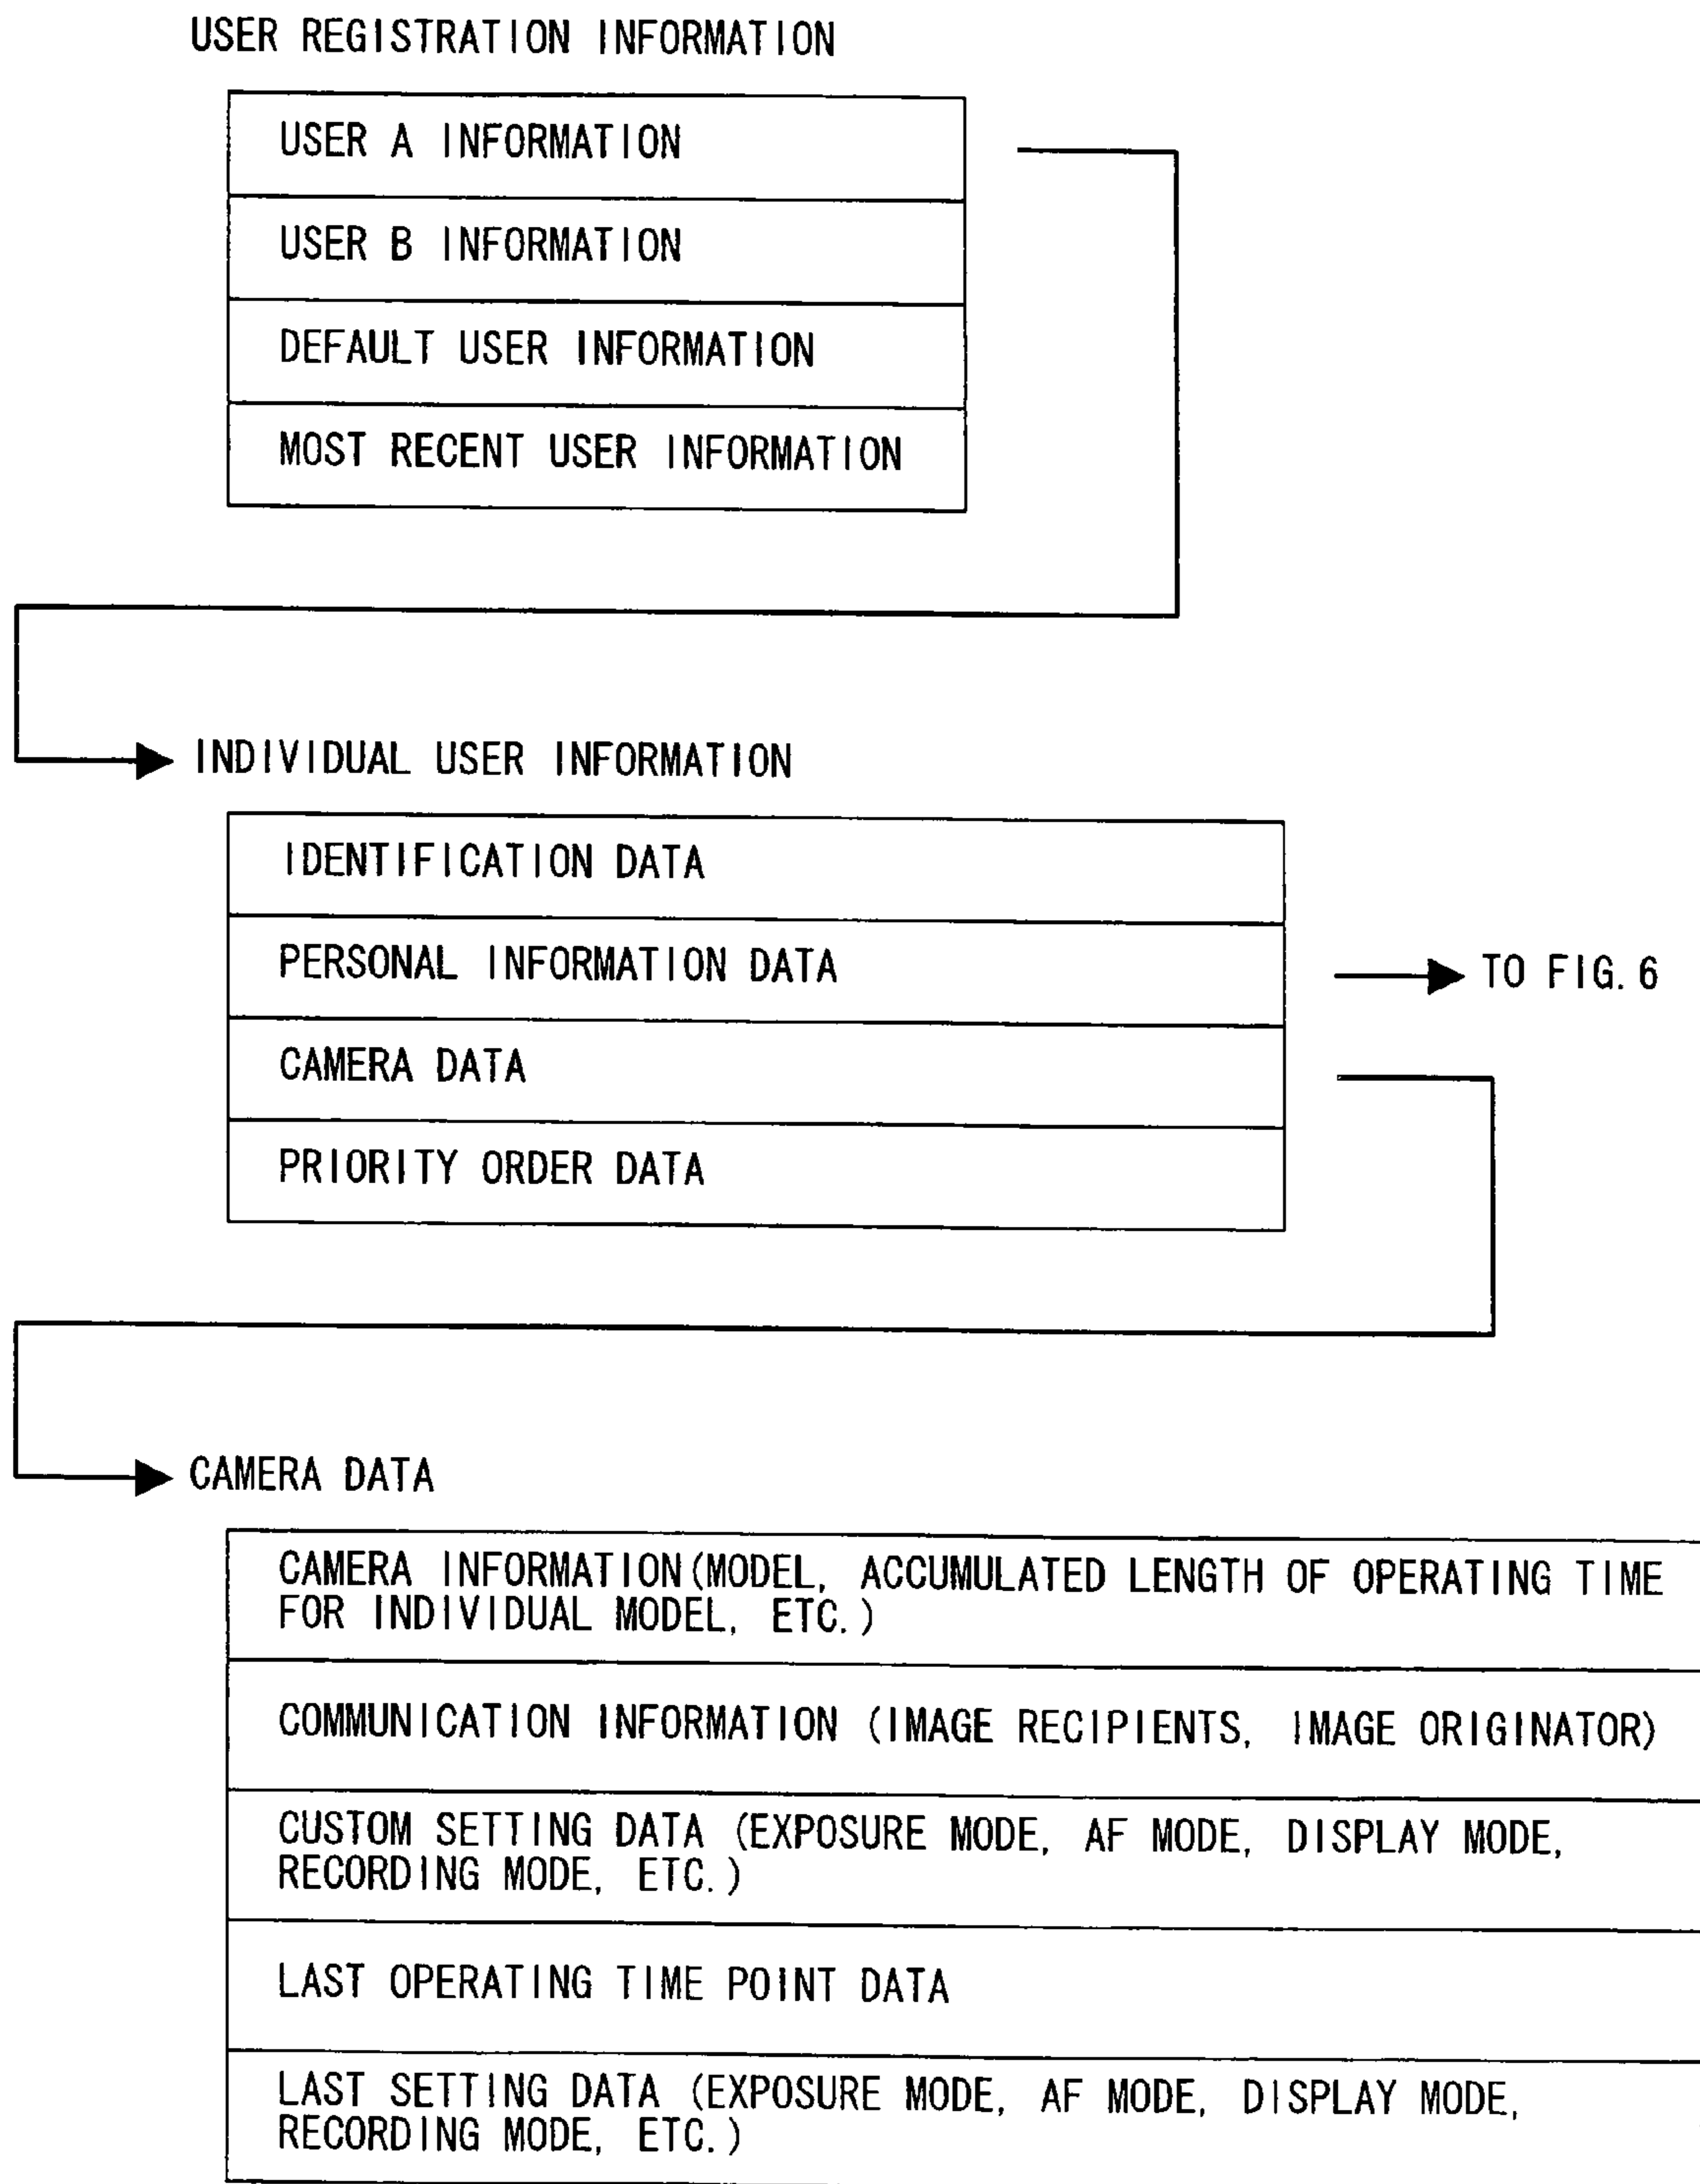 USER REGISTRATION INFORMATION
USER A INFORMATION
USER B INFORMATION
DEFAULT USER INFORMATION
MOST RECENT USER INFORMATION
INDIVIDUAL USER INFORMATION
IDENTIFICATION DATA
PERSONAL INFORMATION DATA
TO FIG. 6
CAMERA DATA
PRIORITY ORDER DATA
CAMERA DATA
CAMERA INFORMATION(MODEL, ACCUMULATED LENGTH OF OPERATING TIME
FOR INDIVIDUAL MODEL, ETC.)
COMMUNICATION INFORMATION (IMAGE RECIPIENTS, IMAGE ORIGINATOR)
CUSTOM SETTING DATA (EXPOSURE MODE, AF MODE, DISPLAY MODE,
RECORDING MODE, ETC.)
LAST OPERATING TIME POINT DATA
LAST SETTING DATA (EXPOSURE MODE, AF MODE, DISPLAY MODE,
RECORDING MODE, ETC.)